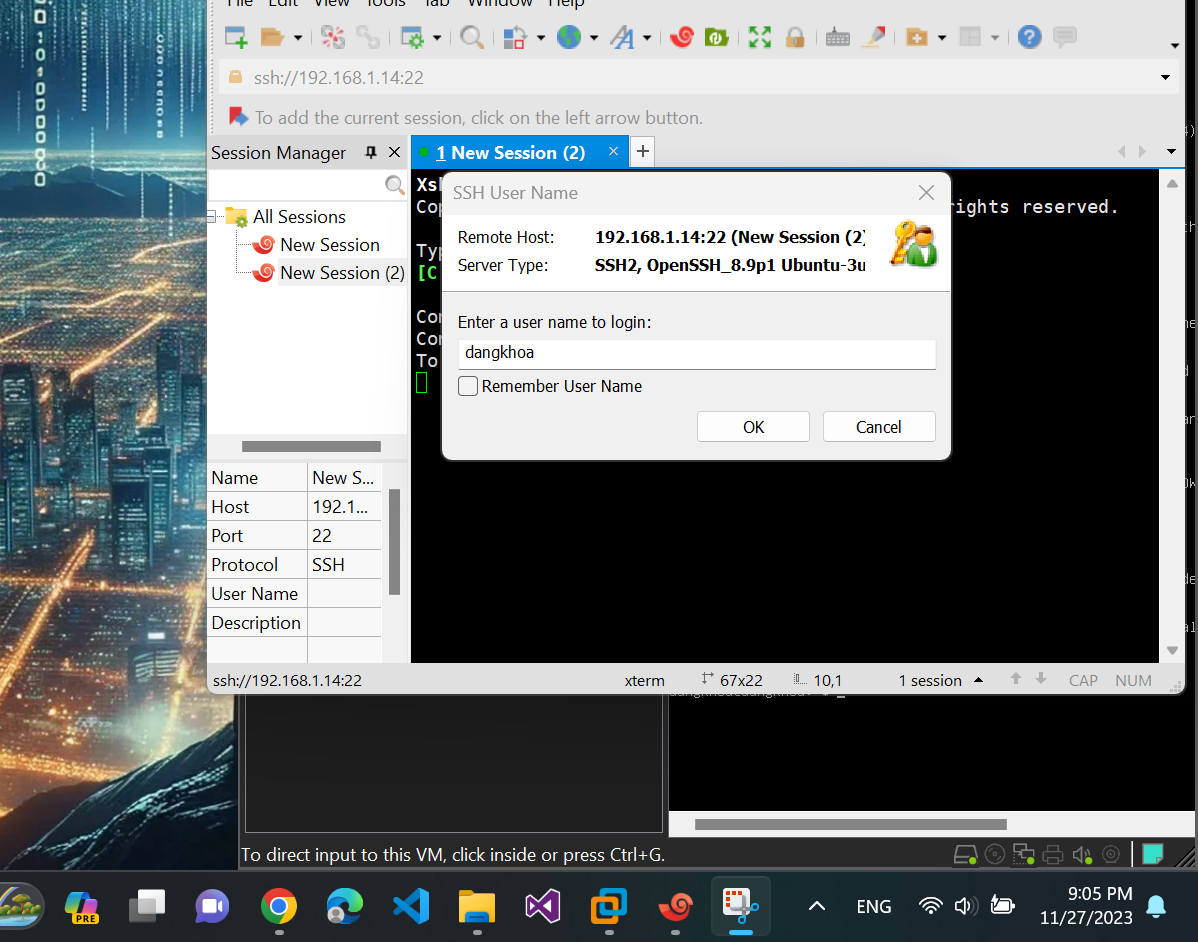 File Edit View Tools Tab Window Help
ssh://192.168.1.14:22
To add the current session, click on the left arrow button.
Session Manager
1 New Session (2)
All Sessions
New Session
New Session (2)
rights reserved.
[C
To
SSH User Name
Remote Host: 192.168.1.14:22 (New Session (2)
Server Type: SSH2, OpenSSH_8.9p1 Ubuntu-3u
Enter a user name to login:
dangkhoa
Remember User Name
OK Cancel
Name New S...
Host 192.1...
Port 22
Protocol SSH
User Name
Description
ssh://192.168.1.14:22 xterm 67x22 10,1 1 session CAP NUM
To direct input to this VM, click inside or press Ctrl+G.
PRE
ENG
9:05 PM
11/27/2023